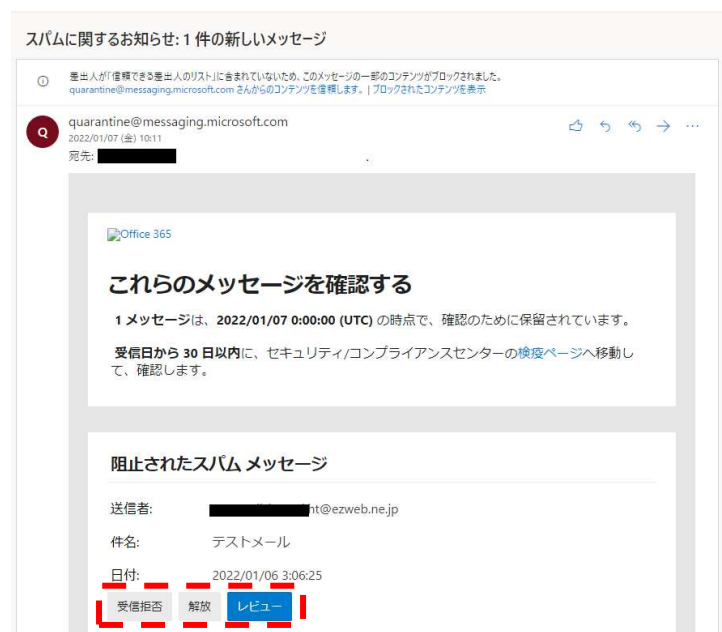 スパムに関するお知らせ: 1 件の新しいメッセージ
差出人が「信頼できる差出人のリスト」に含まれていないため、このメッセージの一部のコンテンツがブロックされました。
quarantine@messaging.microsoft.com さんからのコンテンツを信頼します。 | ブロックされたコンテンツを表示
Q
quarantine@messaging.microsoft.com
2022/01/07 (金) 10:11
宛先:
Office 365
これらのメッセージを確認する
1 メッセージは、2022/01/07 0:00:00 (UTC) の時点で、確認のために保留されています。
受信日から 30 日以内に、セキュリティ/コンプライアンスセンターの検疫ページへ移動し
て、確認します。
阻止されたスパム メッセージ
送信者: ht@ezweb.ne.jp
件名: テストメール
日付: 2022/01/06 3:06:25
受信拒否 解放 レビュー